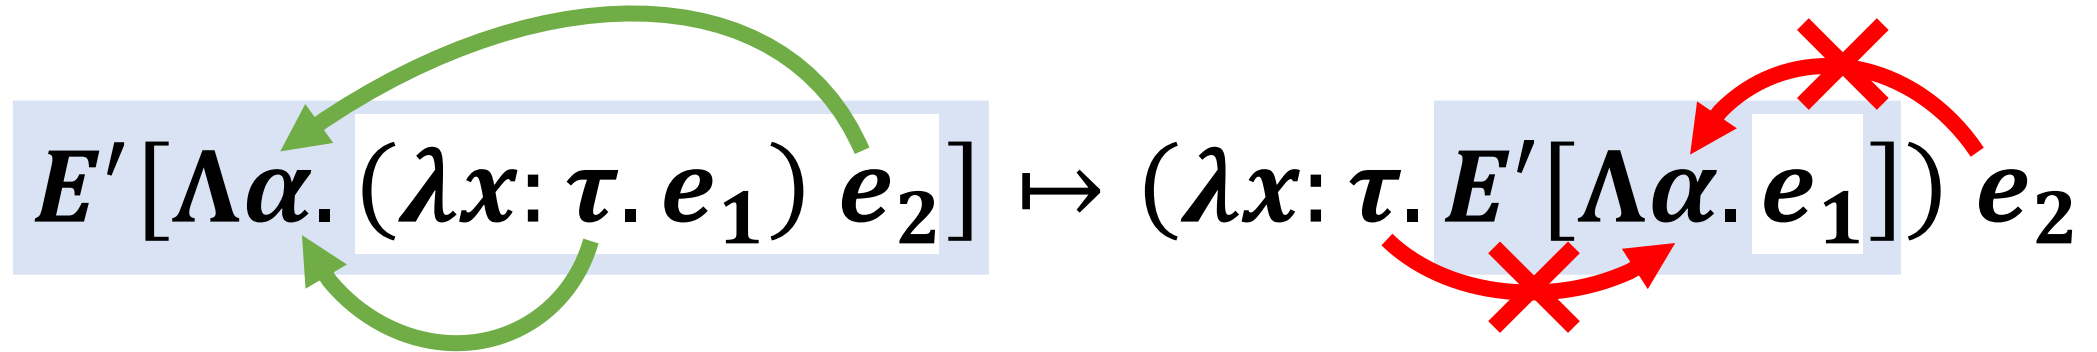 E′[Λα. (λx: τ. e₁) e₂] ↦ (λx: τ. E′[Λα. e₁]) e₂